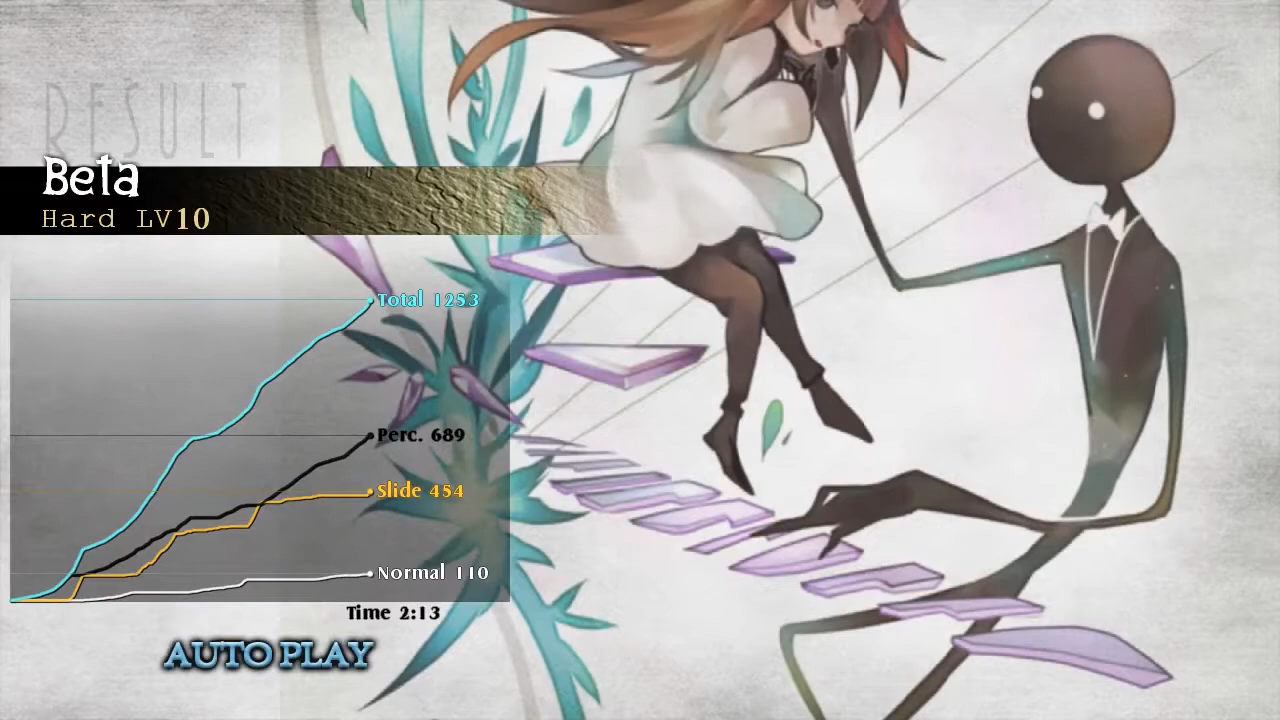 RESULT
Beta
Hard LV10
Total 1253
Perc. 689
Slide 454
Normal 110
Time 2:13
AUTO PLAY